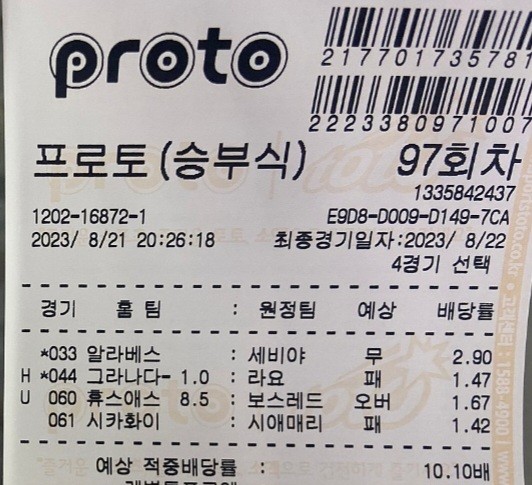 proto
217701735781
222338097100 7
프로토(승부식) 97회차
1335842437
1202-16872-1 E9D8-D009-D149-7CA
2023/ 8/21 20:26:18 최종경기일자:2023/ 8/22
4경기 선택
경기 홈 팀 : 원정팀 예상 배당률
*033 알라베스 : 세비야 무 2.90
H *044 그라나다- 1.0 : 라요 패 1.47
U 060 휴스애스 8.5 : 보스레드 오버 1.67
061 시카화이 : 시애매리 패 1.42
예상 적중배당률 : 10.10배